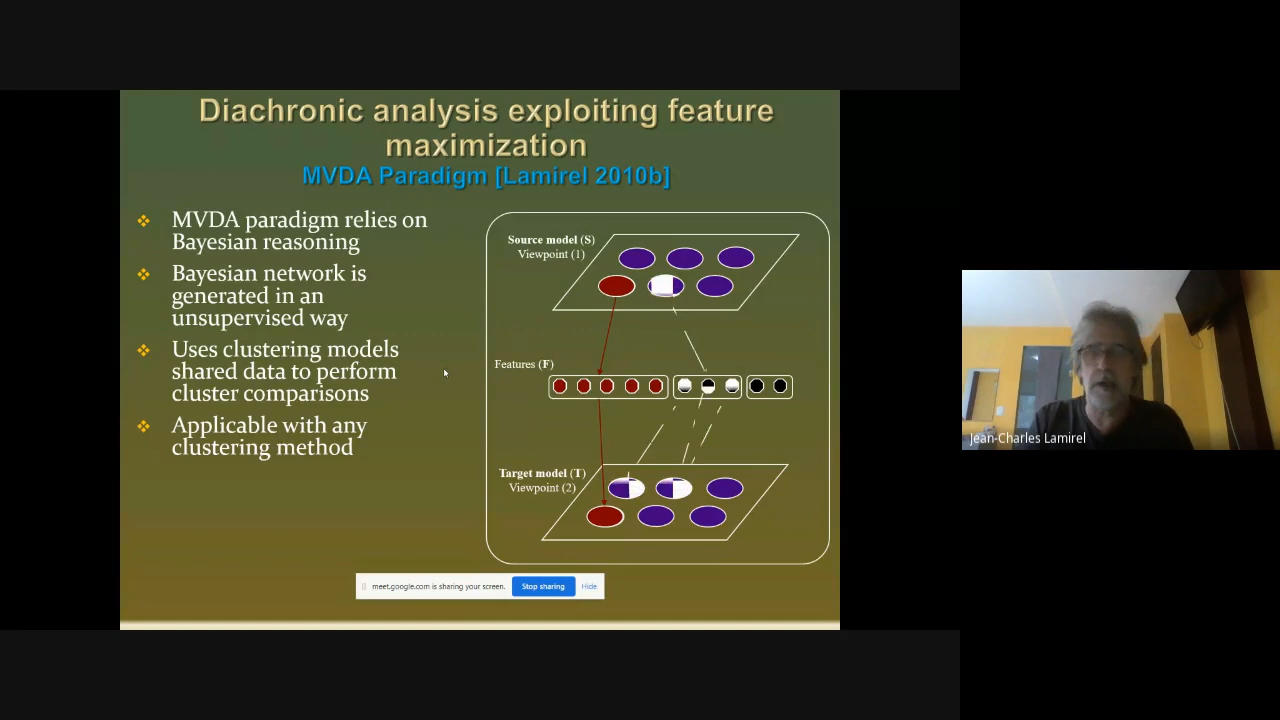 Diachronic analysis exploiting feature
maximization
MVDA Paradigm [Lamirel 2010b]
MVDA paradigm relies on
Bayesian reasoning
Bayesian network is
generated in an
unsupervised way
Uses clustering models
shared data to perform
cluster comparisons
Applicable with any
clustering method
Source model (S)
Viewpoint (1)
Features (F)
Target model (T)
Viewpoint (2)
meet.google.com is sharing your screen. Stop sharing Hide
Jean-Charles Lamirel